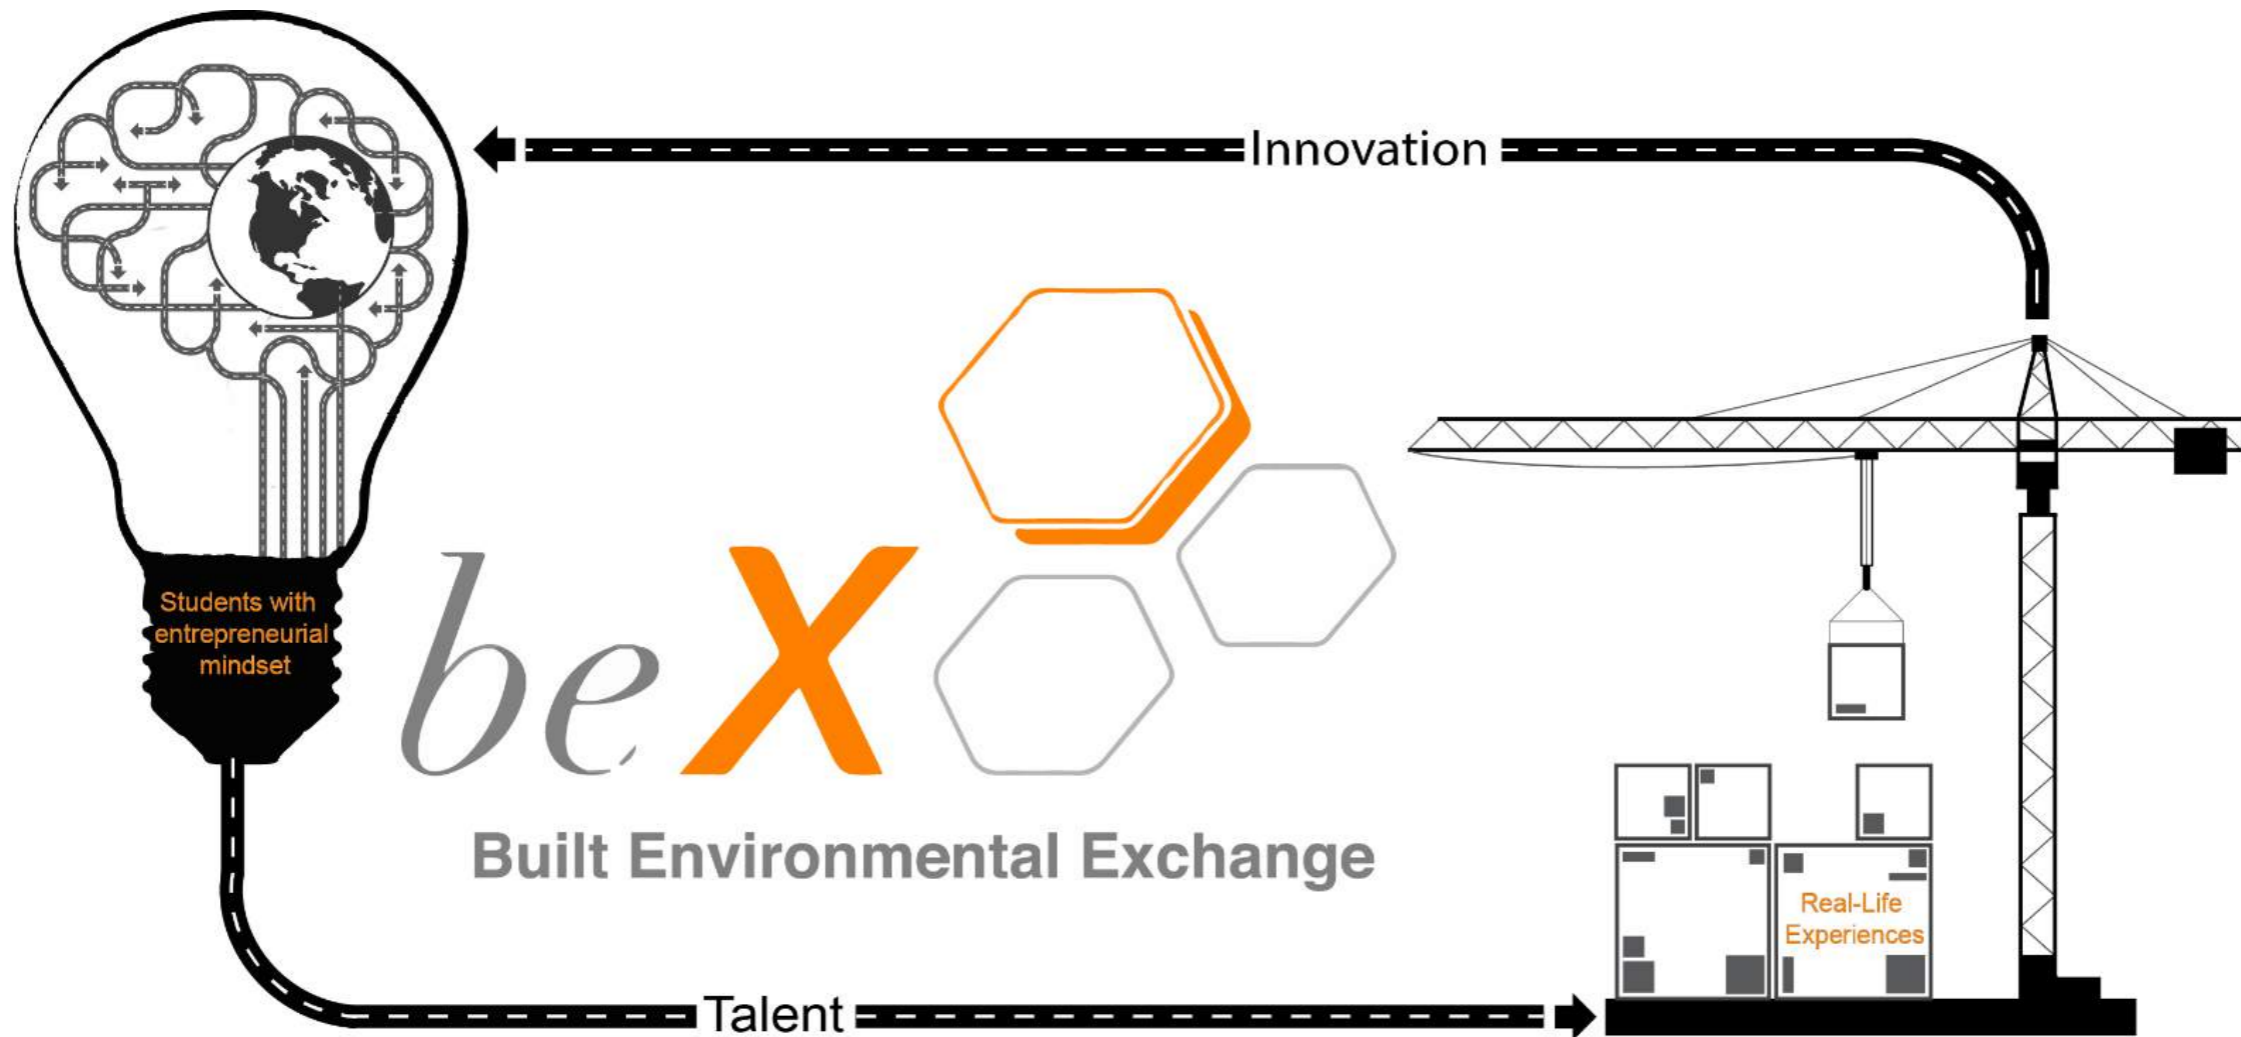 Innovation
Students with
entrepreneurial
mindset
beX
Built Environmental Exchange
Real-Life
Experiences
Talent